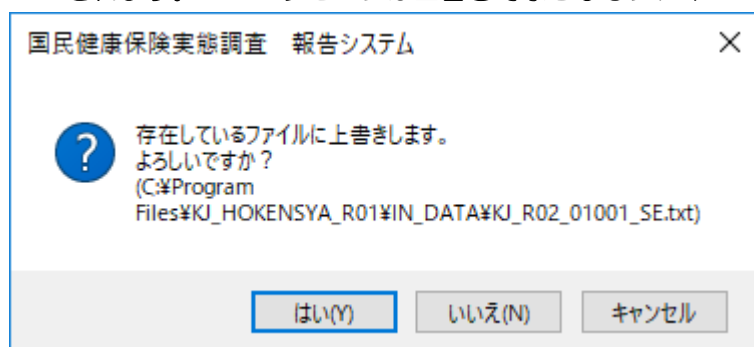 国民健康保険実態調査　報告システム
存在しているファイルに上書きします。
よろしいですか？
(C:¥Program
Files¥KJ_HOKENSYA_R01¥IN_DATA¥KJ_R02_01001_SE.txt)
はい(Y)
いいえ(N)
キャンセル